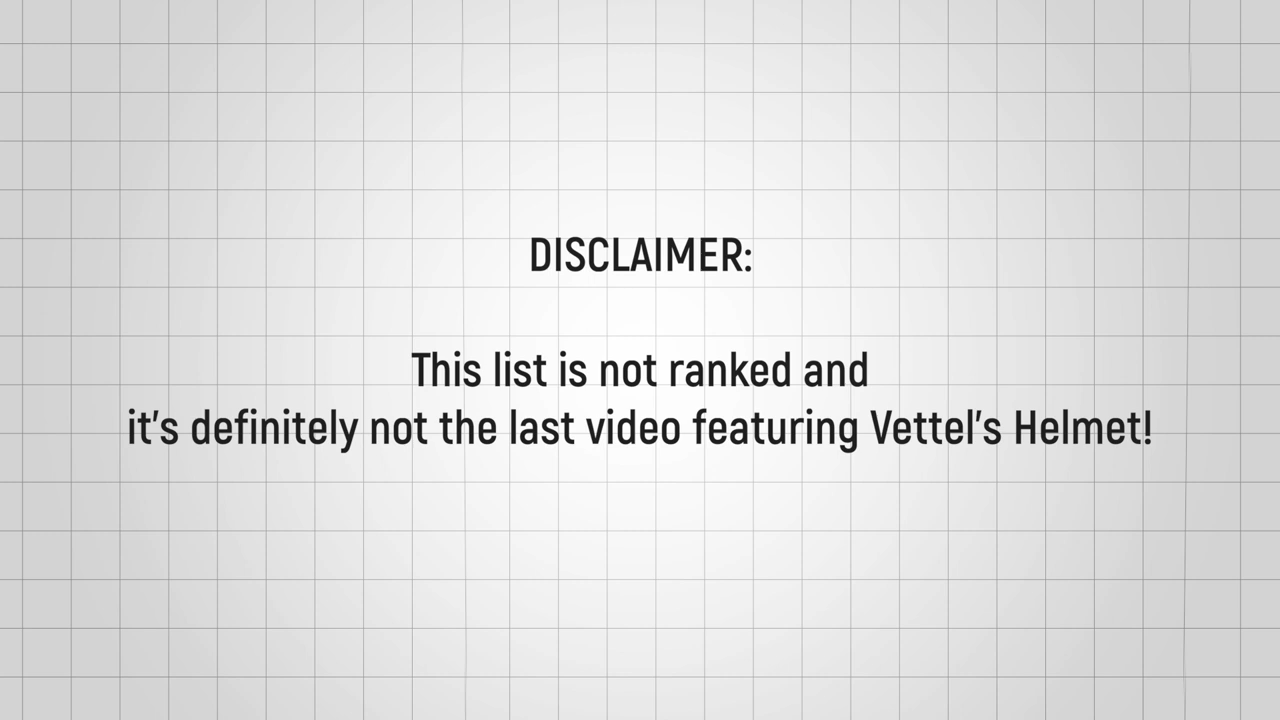 DISCLAIMER:
This list is not ranked and
it's definitely not the last video featuring Vettel's Helmet!